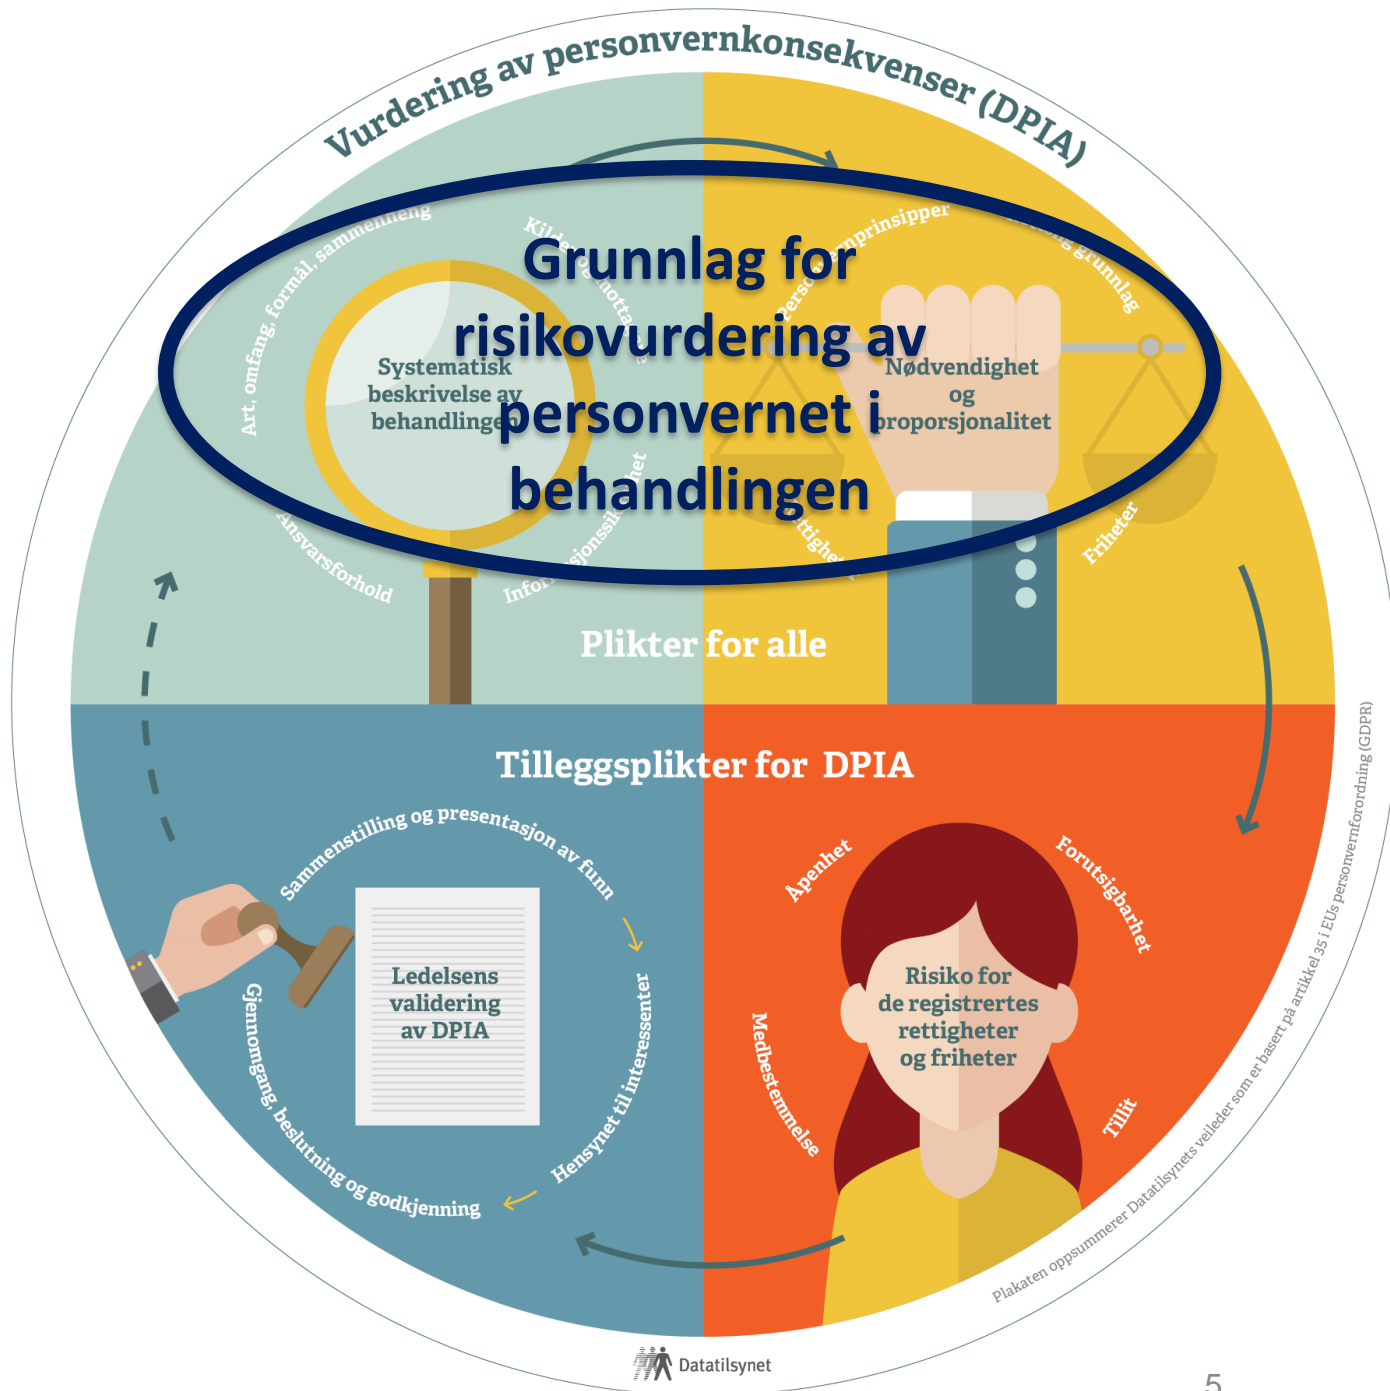 Vurdering av personvernkonsekvenser (DPIA)
Art, omfang, formål, sammenheng
Systematisk
beskrivelse av
behandlingen
Ansvarsforhold
Grunnlag for
risikovurdering av
personvernet i
behandlingen
grunnlag
Nødvendighet
og
proporsjonalitet
Friheter
Plikter for alle
Tilleggsplikter for DPIA
Sammenstilling og presentasjon av funn
Hensynet til interessenter
Gjennomgang, beslutning og godkjenning
Ledelsens
validering
av DPIA
Åpenhet
Forutsigbarhet
Medbestemmelse
Tillit
Risiko for
de registrertes
rettigheter
og friheter
Plakaten oppsummerer Datatilsynets veileder som er basert på artikkel 35 i EUs personvernforordning (GDPR)
Datatilsynet
5